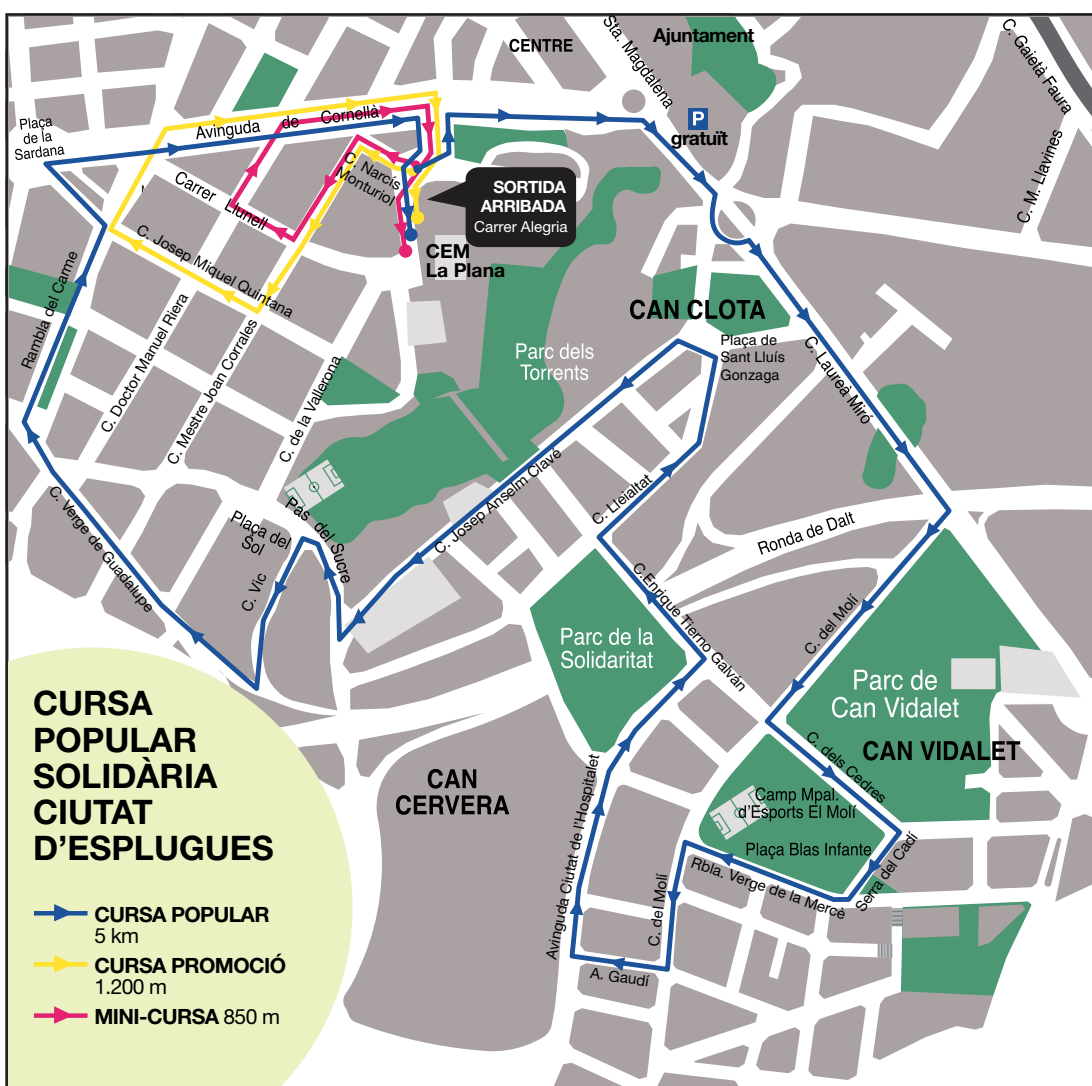 CENTRE
Sta. Magdalena
Ajuntament
C. Gaietà Faura
Plaça
de la
Sardana
Avinguda de Cornellà
P
gratuït
C. M. Llavines
C. Narcís
Monturiol
Carrer Llunell
SORTIDA
ARRIBADA
Carrer Alegria
CEM
La Plana
C. Josep Miquel Quintana
Rambla del Carme
C. Doctor Manuel Riera
C. Mestre Joan Corrales
C. de la Vallerona
CAN CLOTA
Plaça de
Sant Lluís
Gonzaga
Parc dels
Torrents
C. Laureà Miró
C. Josep Anselm Clavé
C. Lleialtat
Ronda de Dalt
C. Verge de Guadalupe
Plaça del
Sol
Pas. del Sucre
C. Vic
C.Enrique Tierno Galván
C. del Molí
Parc de la
Solidaritat
Parc de
Can Vidalet
CAN VIDALET
C. dels Cedres
CAN
CERVERA
Camp Mpal.
d'Esports El Molí
Plaça Blas Infante
Serra del Cadí
Rbla. Verge de la Mercè
Avinguda Ciutat de l'Hospitalet
C. del Molí
A. Gaudí
CURSA
POPULAR
SOLIDÀRIA
CIUTAT
D'ESPLUGUES
CURSA POPULAR
5 km
CURSA PROMOCIÓ
1.200 m
MINI-CURSA 850 m